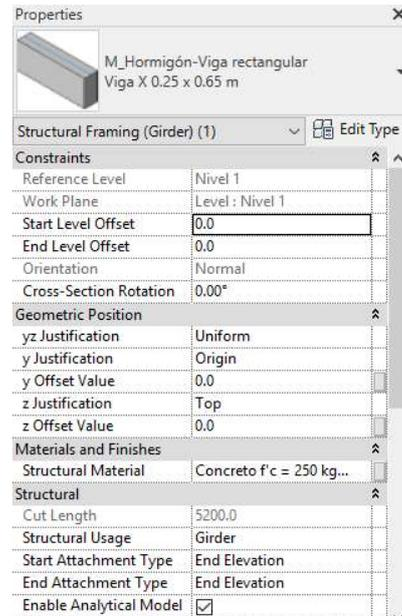 Properties
M_Hormigón-Viga rectangular
Viga X 0.25 x 0.65 m
Structural Framing (Girder) (1) Edit Type
Constraints
Reference Level Nivel 1
Work Plane Level : Nivel 1
Start Level Offset 0.0
End Level Offset 0.0
Orientation Normal
Cross-Section Rotation 0.00°
Geometric Position
yz Justification Uniform
y Justification Origin
y Offset Value 0.0
z Justification Top
z Offset Value 0.0
Materials and Finishes
Structural Material Concreto f'c = 250 kg...
Structural
Cut Length 5200.0
Structural Usage Girder
Start Attachment Type End Elevation
End Attachment Type End Elevation
Enable Analytical Model